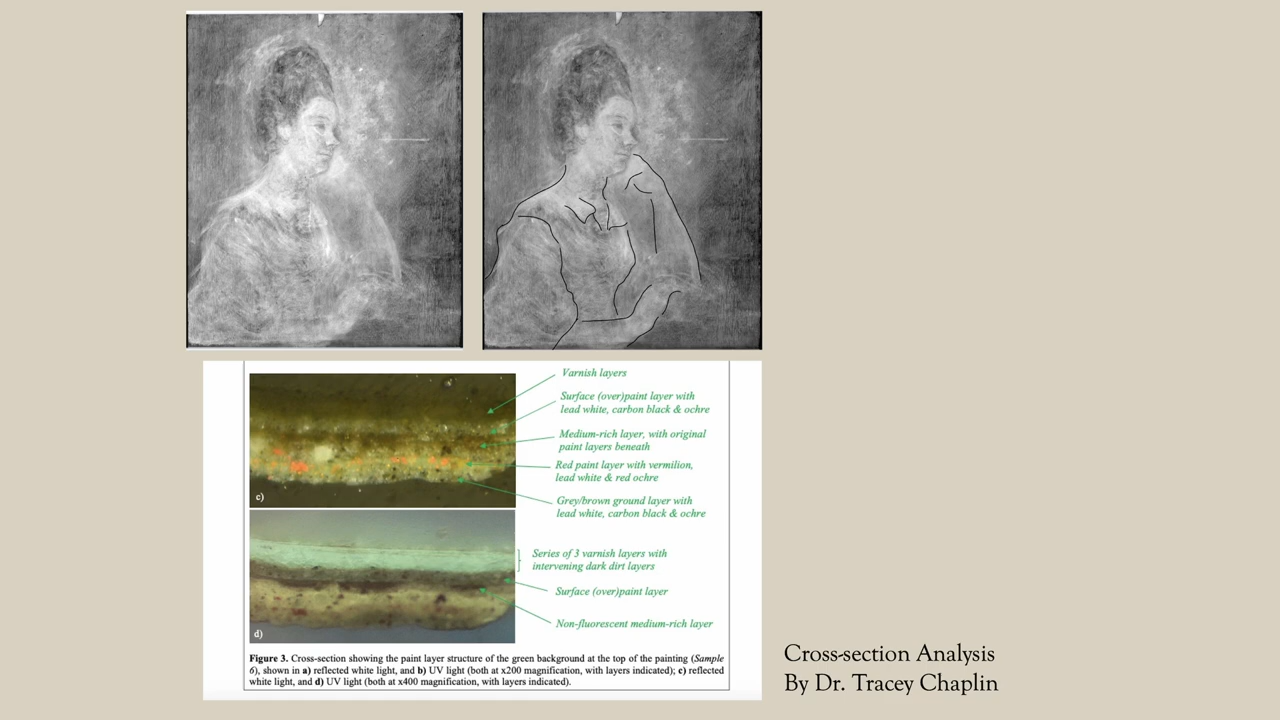 Varnish layers
Surface (over)paint layer with
lead white, carbon black & ochre
Medium-rich layer, with original
paint layers beneath
Red paint layer with vermilion,
lead white & red ochre
Grey/brown ground layer with
lead white, carbon black & ochre
c)
Series of 3 varnish layers with
intervening dark dirt layers
Surface (over)paint layer
Non-fluorescent medium-rich layer
d)
Figure 3. Cross-section showing the paint layer structure of the green background at the top of the painting (Sample
6), shown in a) reflected white light, and b) UV light (both at x200 magnification, with layers indicated); c) reflected
white light, and d) UV light (both at x400 magnification, with layers indicated).
Cross-section Analysis
By Dr. Tracey Chaplin